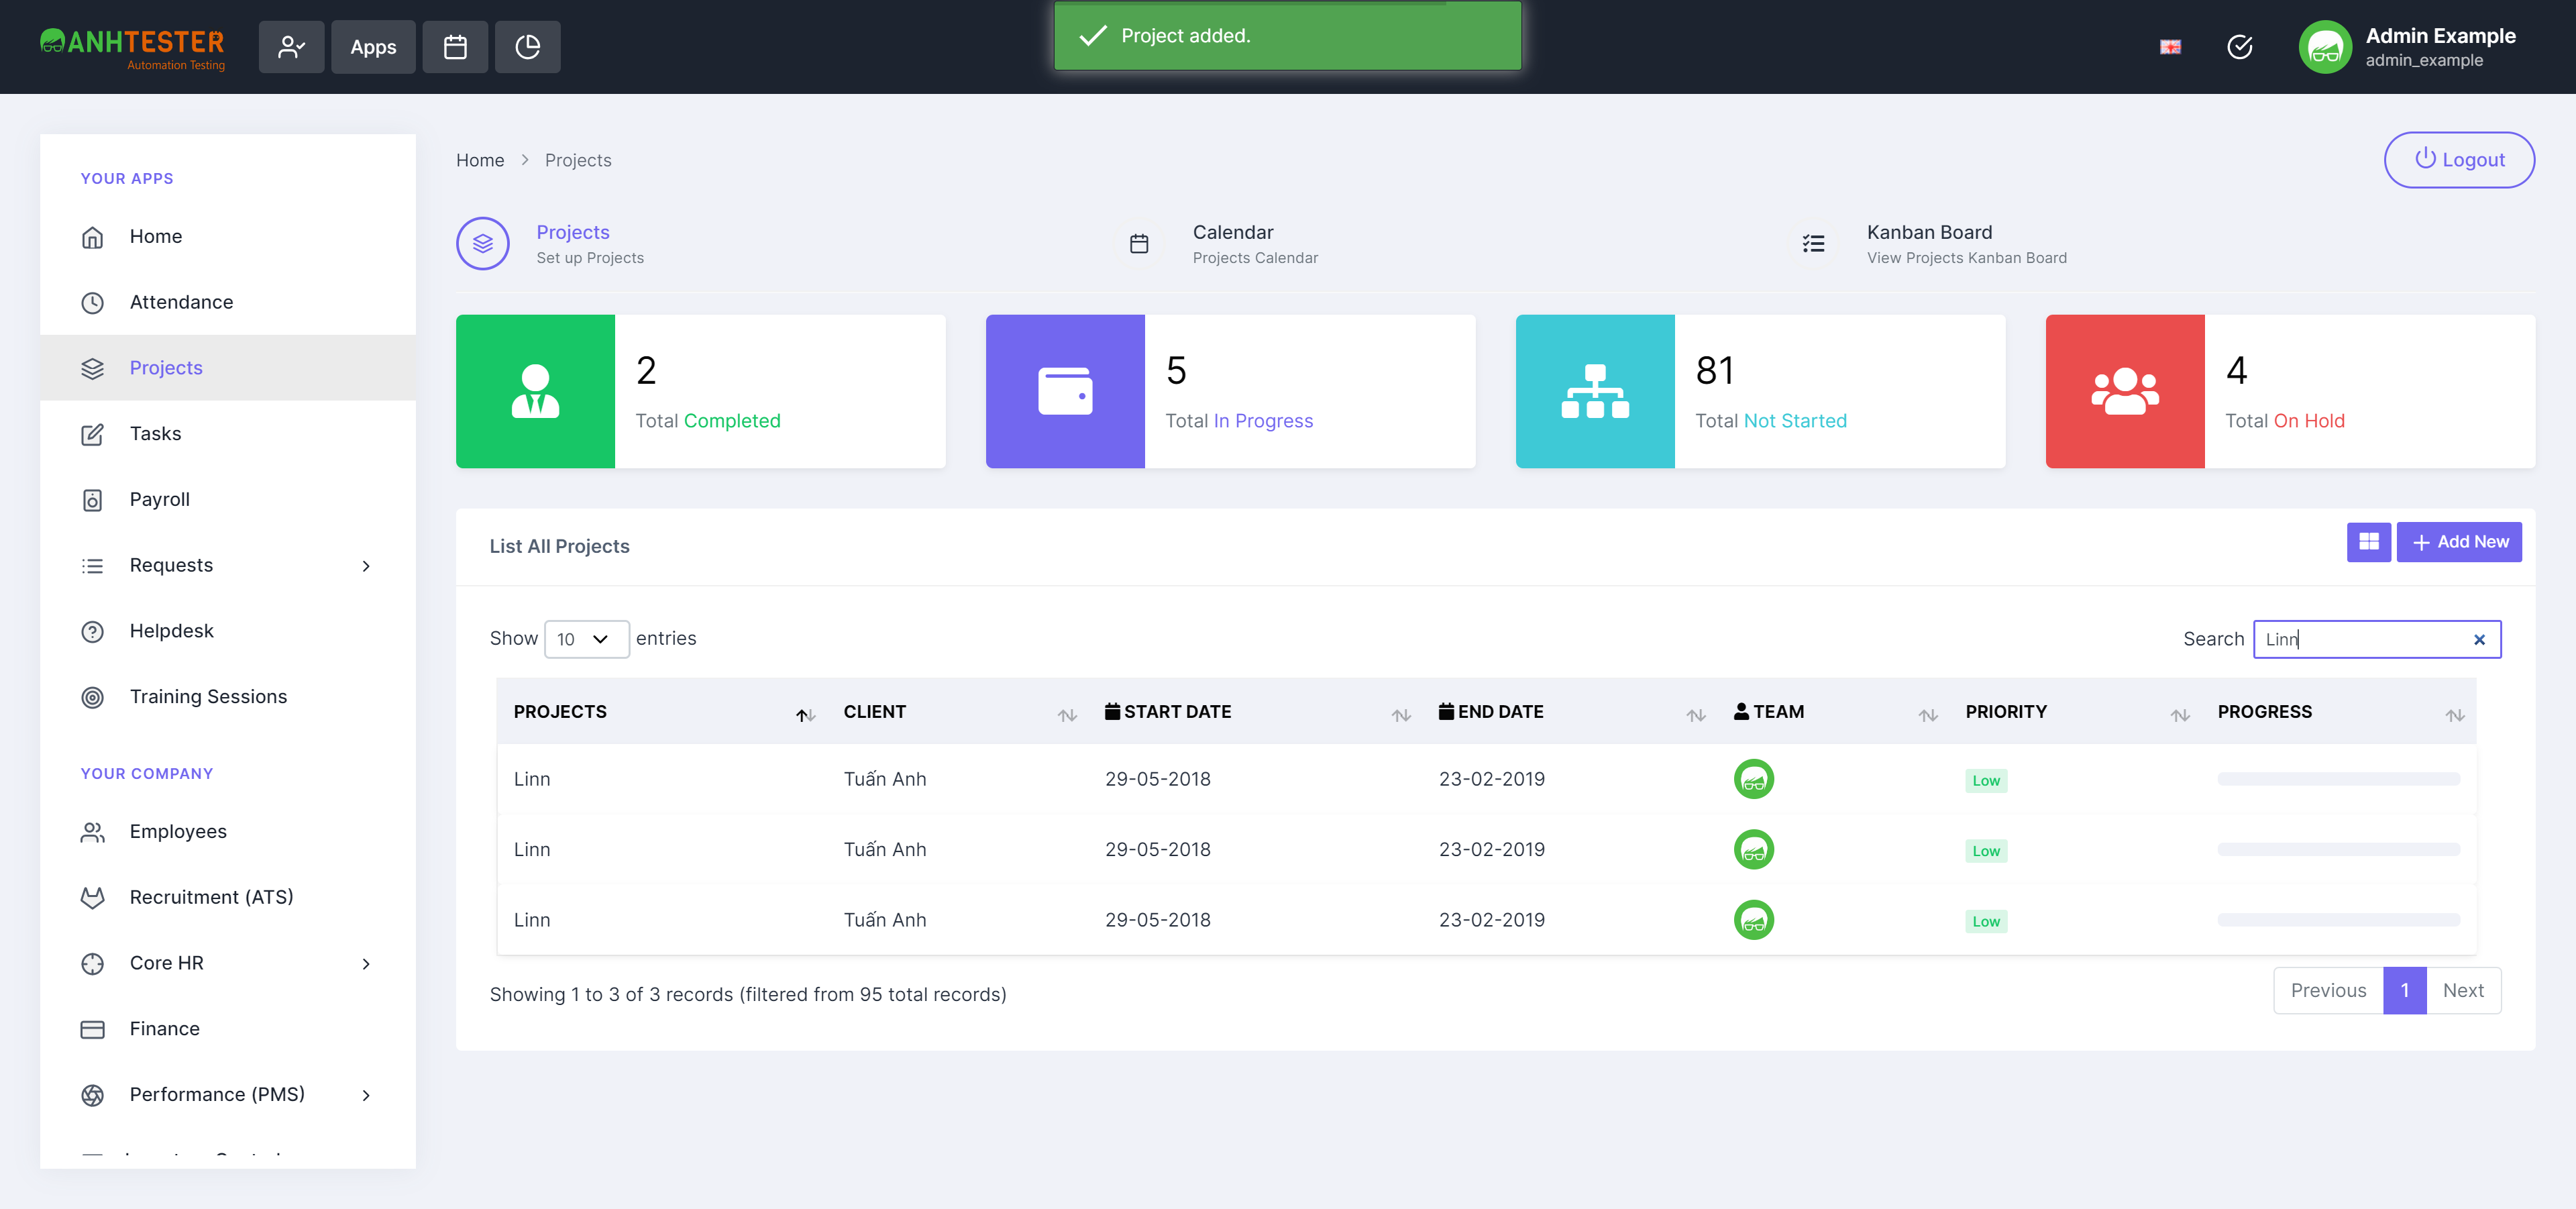 ANHTESTER
Automation Testing
Apps
Project added.
Admin Example
admin_example
YOUR APPS
Home
Attendance
Projects
Tasks
Payroll
Requests
Helpdesk
Training Sessions
YOUR COMPANY
Employees
Recruitment (ATS)
Core HR
Finance
Performance (PMS)
Home > Projects
Logout
Projects
Set up Projects
Calendar
Projects Calendar
Kanban Board
View Projects Kanban Board
2
Total Completed
5
Total In Progress
81
Total Not Started
4
Total On Hold
List All Projects
Add New
Show 10 entries
Search Linn
PROJECTS CLIENT START DATE END DATE TEAM PRIORITY PROGRESS
Linn Tuấn Anh 29-05-2018 23-02-2019 Low
Linn Tuấn Anh 29-05-2018 23-02-2019 Low
Linn Tuấn Anh 29-05-2018 23-02-2019 Low
Showing 1 to 3 of 3 records (filtered from 95 total records)
Previous 1 Next